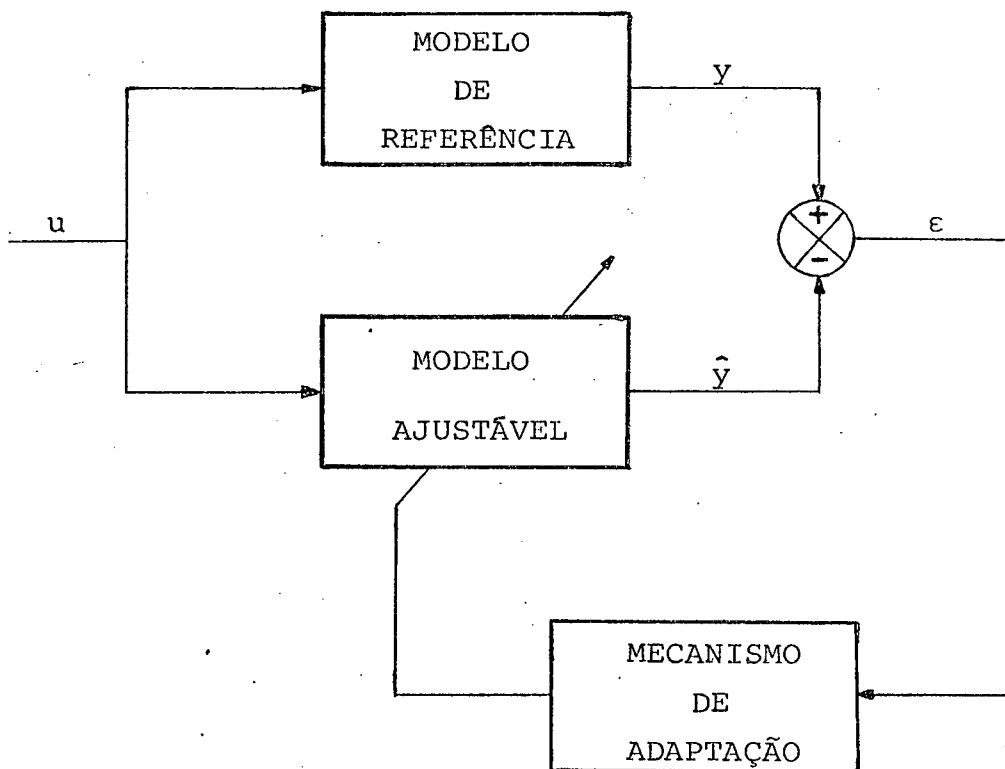 MODELO
DE
REFERÊNCIA
y
u
+
-
ε
MODELO
AJUSTÁVEL
ŷ
MECANISMO
DE
ADAPTAÇÃO